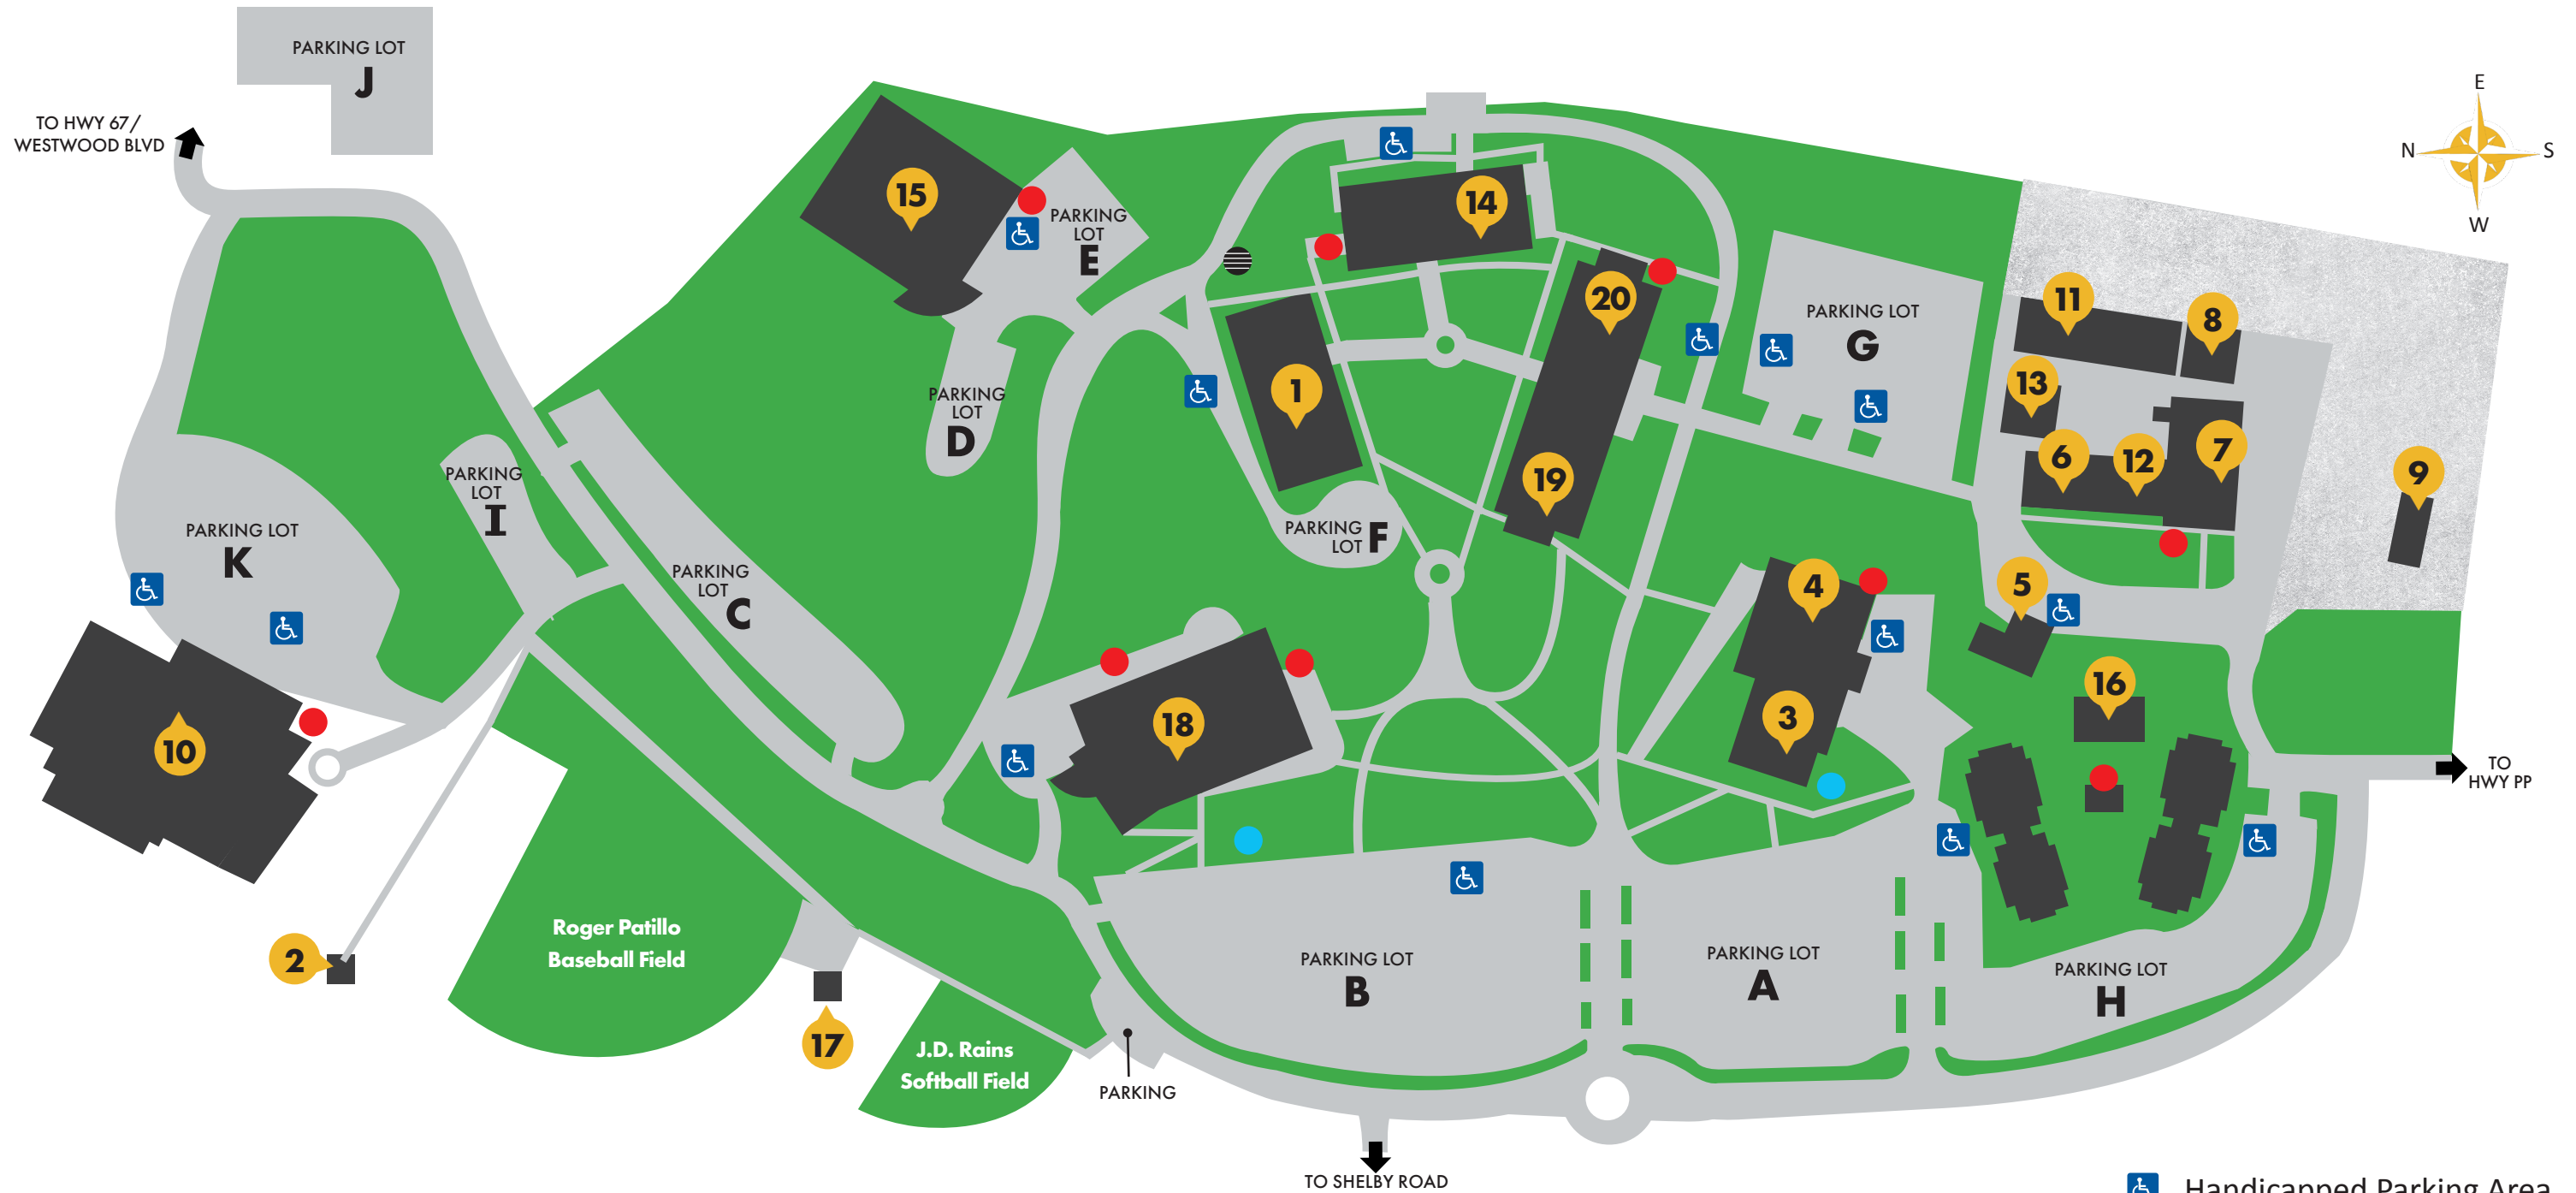 PARKING LOT
J
TO HWY 67/
WESTWOOD BLVD
E
N
S
W
15
PARKING
LOT
E
14
20
PARKING LOT
G
11
8
13
1
PARKING
LOT
D
6
12
7
9
PARKING
LOT
I
19
PARKING
LOT
F
PARKING LOT
K
PARKING
LOT
C
4
5
16
3
18
10
TO
HWY PP
2
Roger Patillo
Baseball Field
17
J.D. Rains
Softball Field
PARKING
PARKING LOT
B
PARKING LOT
A
PARKING LOT
H
TO SHELBY ROAD
Handicapped Parking Area